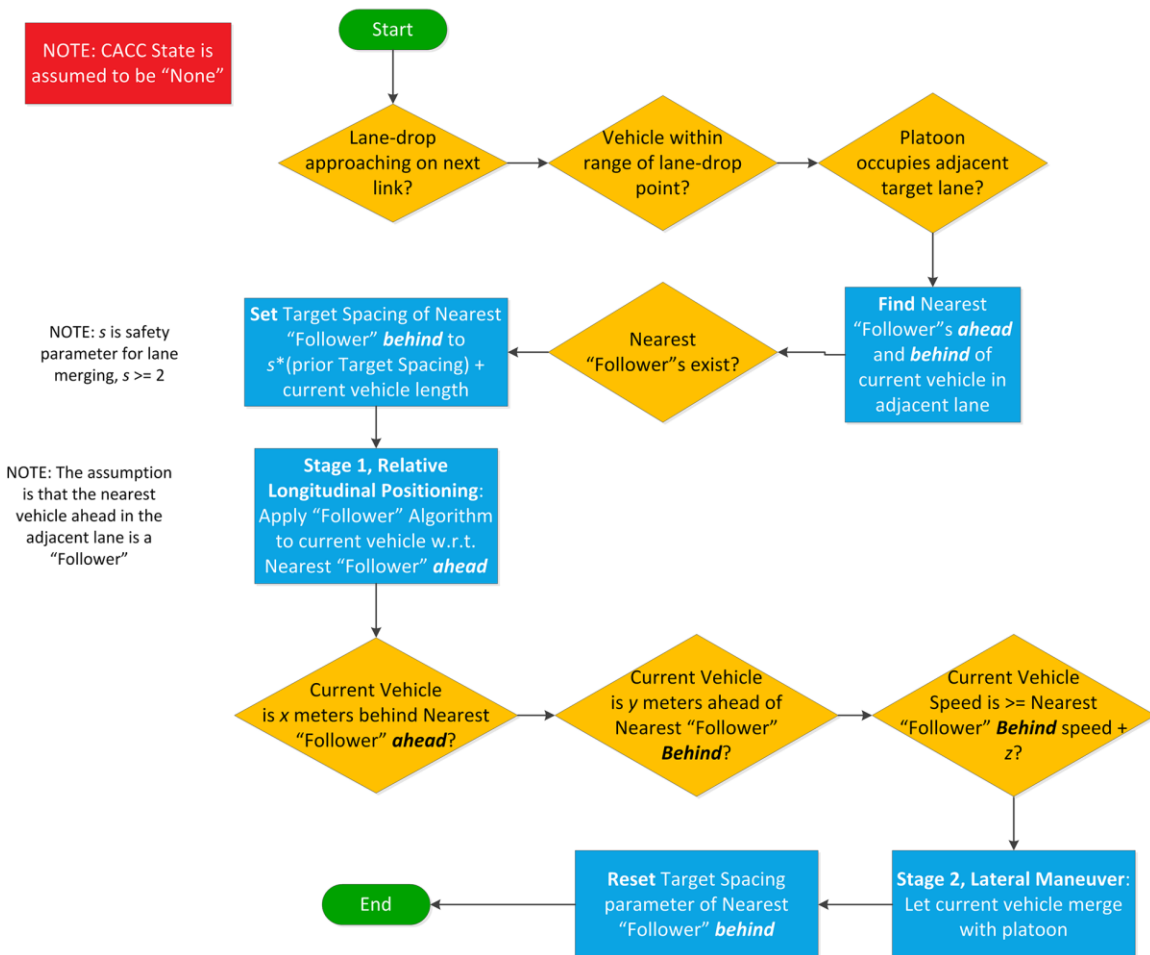 Start
NOTE: CACC State is
assumed to be “None”
Lane-drop
approaching on next
link?
Vehicle within
range of lane-drop
point?
Platoon
occupies adjacent
target lane?
Find Nearest
“Follower”s ahead
and behind of
current vehicle in
adjacent lane
Nearest
“Follower”s exist?
Set Target Spacing of Nearest
“Follower” behind to
s*(prior Target Spacing) +
current vehicle length
NOTE: s is safety
parameter for lane
merging, s >= 2
Stage 1, Relative
Longitudinal Positioning:
Apply “Follower” Algorithm
to current vehicle w.r.t.
Nearest “Follower” ahead
NOTE: The assumption
is that the nearest
vehicle ahead in the
adjacent lane is a
“Follower”
Current Vehicle
is x meters behind Nearest
“Follower” ahead?
Current Vehicle
is y meters ahead of
Nearest “Follower”
Behind?
Current Vehicle
Speed is >= Nearest
“Follower” Behind speed +
z?
Stage 2, Lateral Maneuver:
Let current vehicle merge
with platoon
Reset Target Spacing
parameter of Nearest
“Follower” behind
End